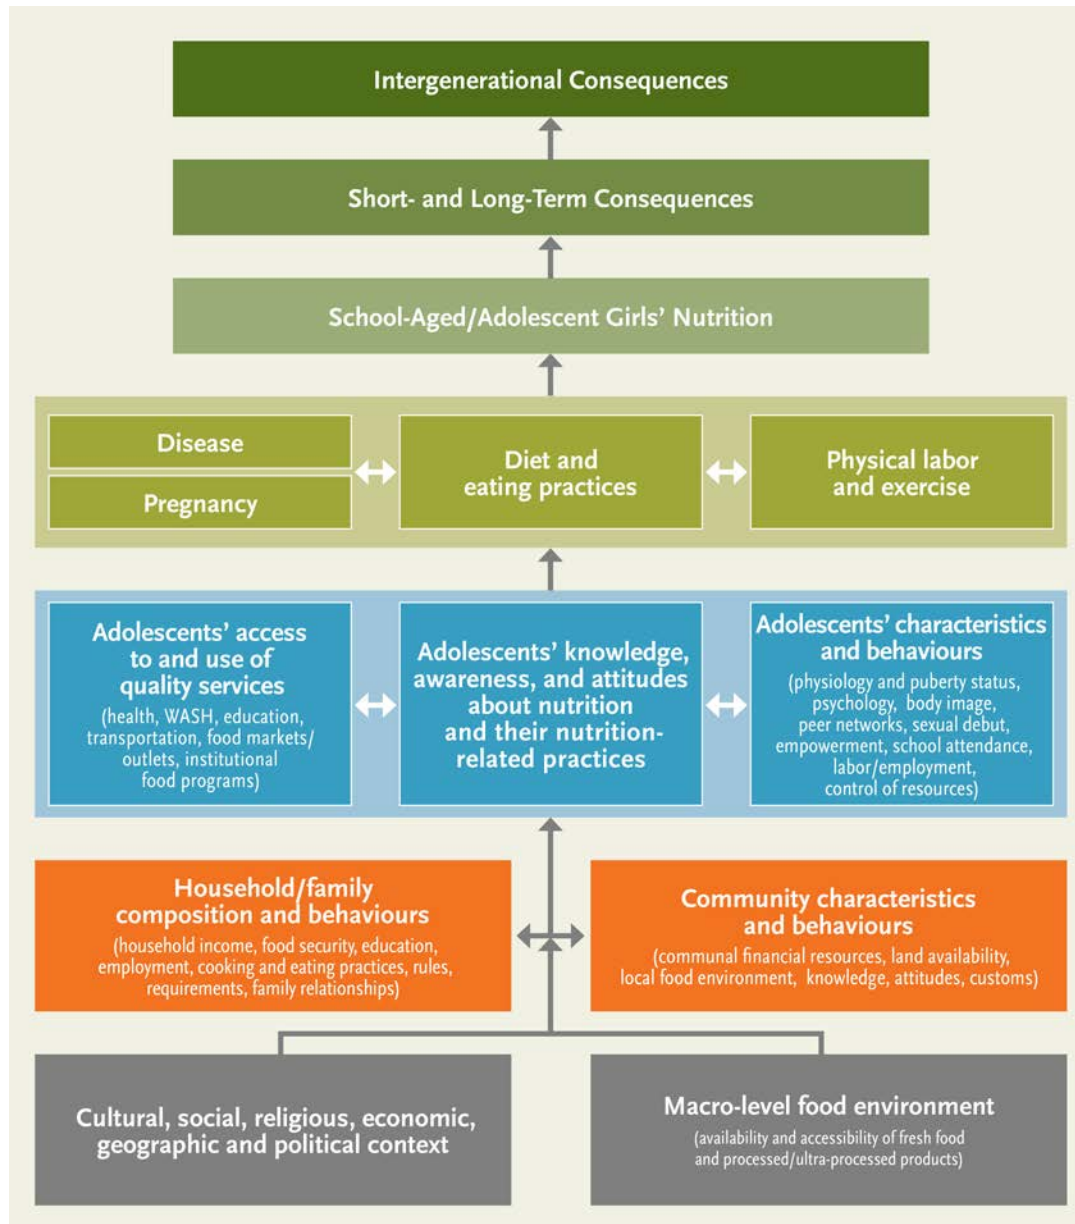 Intergenerational Consequences
Short- and Long-Term Consequences
School-Aged/Adolescent Girls’ Nutrition
Disease
Pregnancy
Diet and
eating practices
Physical labor
and exercise
Adolescents’ access
to and use of
quality services
(health, WASH, education,
transportation, food markets/
outlets, institutional
food programs)
Adolescents’ knowledge,
awareness, and attitudes
about nutrition
and their nutrition-
related practices
Adolescents’ characteristics
and behaviours
(physiology and puberty status,
psychology, body image,
peer networks, sexual debut,
empowerment, school attendance,
labor/employment,
control of resources)
Household/family
composition and behaviours
(household income, food security, education,
employment, cooking and eating practices, rules,
requirements, family relationships)
Community characteristics
and behaviours
(communal financial resources, land availability,
local food environment, knowledge, attitudes, customs)
Cultural, social, religious, economic,
geographic and political context
Macro-level food environment
(availability and accessibility of fresh food
and processed/ultra-processed products)